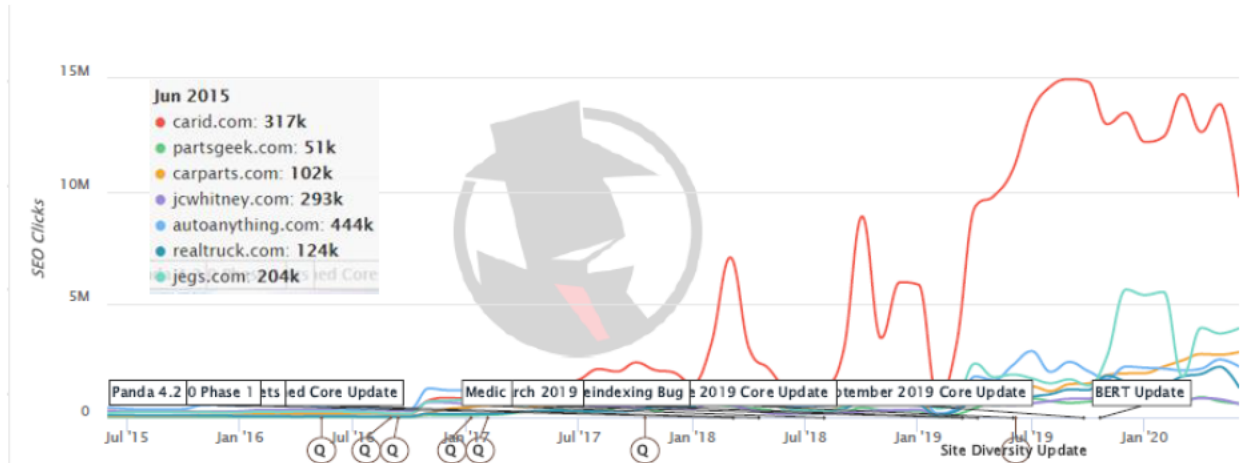 15M
10M
5M
0
SEO Clicks
Jun 2015
carid.com: 317k
partsgeek.com: 51k
carparts.com: 102k
jcwhitney.com: 293k
autoanything.com: 444k
realtruck.com: 124k
jegs.com: 204k
Panda 4.2 0 Phase 1 ets ed Core Update Medic rch 2019 eindexing Bug e 2019 Core Update ptember 2019 Core Update BERT Update
Jul '15 Jan '16 Jul '16 Jan '17 Jul '17 Jan '18 Jul '18 Jan '19 Jul '19 Jan '20
Q Q Q Q Q Q Q
Site Diversity Update